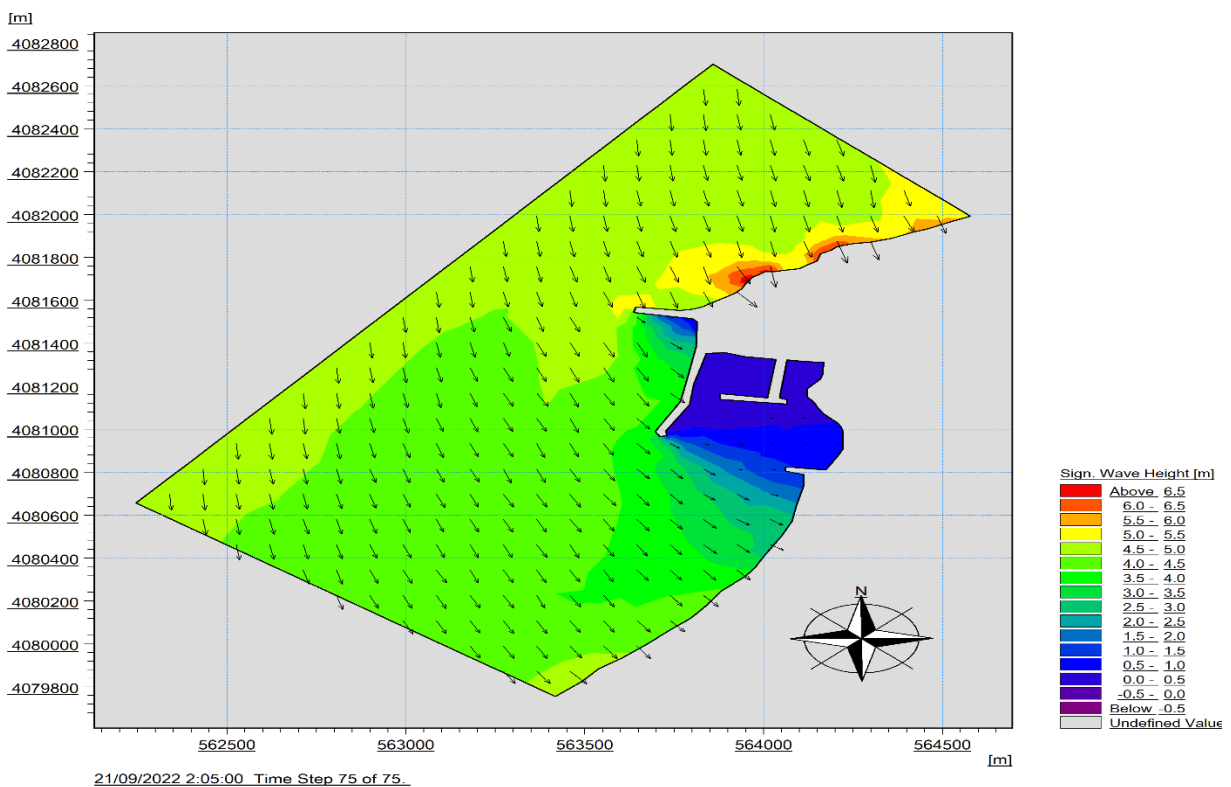 [m]
4082800
4082600
4082400
4082200
4082000
4081800
4081600
4081400
4081200
4081000
4080800
4080600
4080400
4080200
4080000
4079800
562500 563000 563500 564000 564500
[m]
21/09/2022 2:05:00 Time Step 75 of 75.
N
Sign. Wave Height [m]
Above 6.5
6.0 - 6.5
5.5 - 6.0
5.0 - 5.5
4.5 - 5.0
4.0 - 4.5
3.5 - 4.0
3.0 - 3.5
2.5 - 3.0
2.0 - 2.5
1.5 - 2.0
1.0 - 1.5
0.5 - 1.0
0.0 - 0.5
-0.5 - 0.0
Below -0.5
Undefined Value